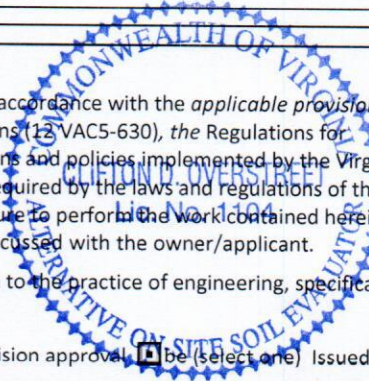 COMMONWEALTH OF VIRGINIA
accordance with the applicable provision
ns (12 VAC5-630), the Regulations for
ns and policies implemented by the Virg
CLIFTON D. OVERSTREET
equired by the laws and regulations of th
Lic. No. 1104
ure to perform the work contained herei
cussed with the owner/applicant.
to the practice of engineering, specifica
ALTERNATIVE ON-SITE SOIL EVALUATOR
ision approval be (select one) Issued